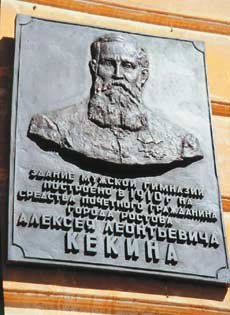 ЗДАНИЕ МУЖСКОЙ ГИМНАЗИИ
ПОСТРОЕНО В НА
СРЕДСТВА ПОЧЕТНОГО ГРАЖДАНИНА
ГОРОДА РОСТОВА
АЛЕКСЕЯ ЛЕОНТЬЕВИЧА
КЕКИНА